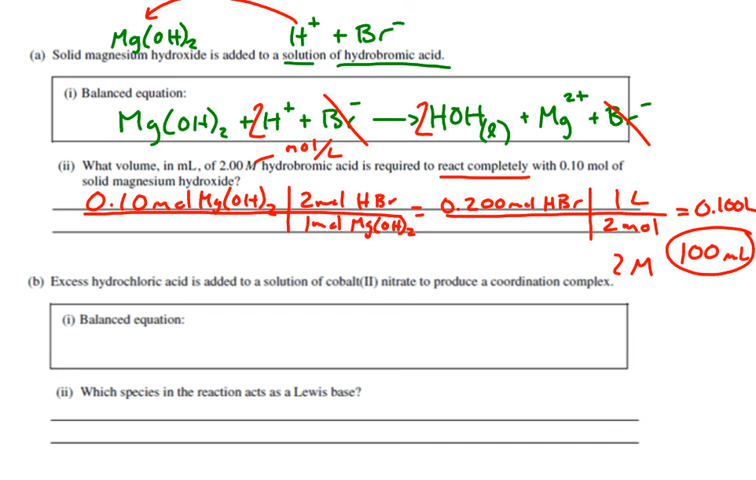 Mg(OH)₂ H⁺ + Br⁻
(a) Solid magnesium hydroxide is added to a solution of hydrobromic acid.
(i) Balanced equation:
Mg(OH)₂ + 2H⁺ + Br⁻ → 2HOH(l) + Mg²⁺ + Br⁻
mol/L
(ii) What volume, in mL, of 2.00 M hydrobromic acid is required to react completely with 0.10 mol of
solid magnesium hydroxide?
0.10 mol Mg(OH)₂ | 2 mol HBr = 0.200 mol HBr | 1L = 0.100L
1 mol Mg(OH)₂ 2 mol
2 M 100 mL
(b) Excess hydrochloric acid is added to a solution of cobalt(II) nitrate to produce a coordination complex.
(i) Balanced equation:
(ii) Which species in the reaction acts as a Lewis base?